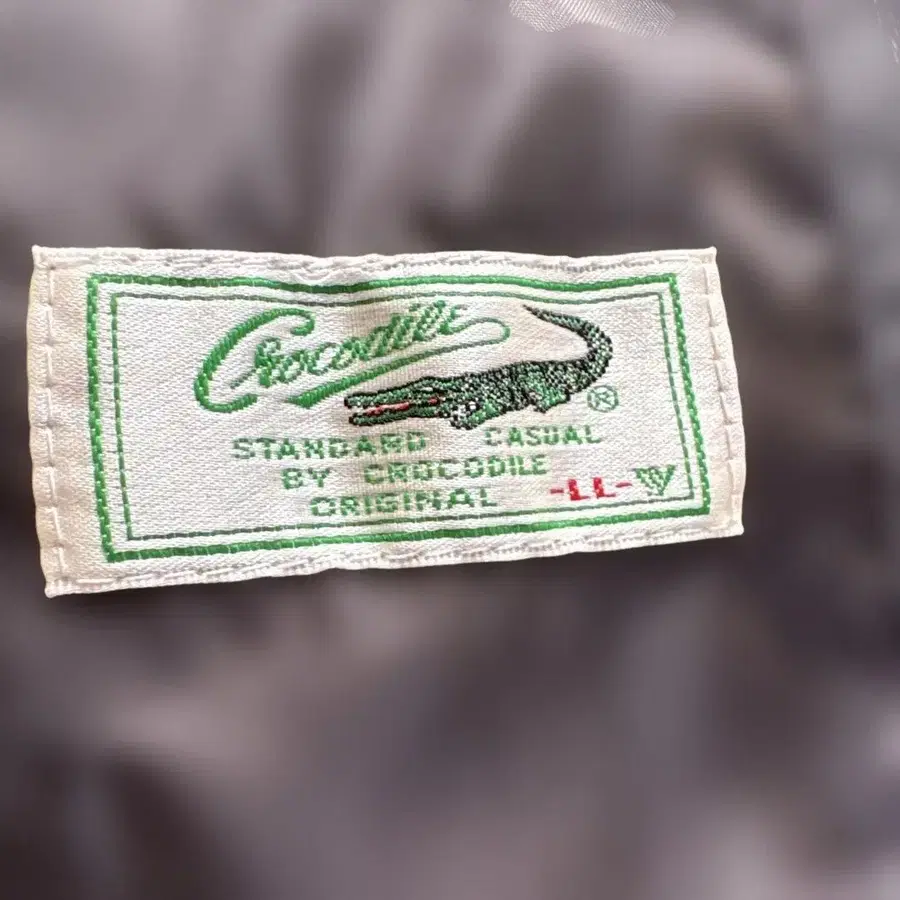 Crocodile
®
STANDARD CASUAL
BY CROCODILE
ORIGINAL -LL-